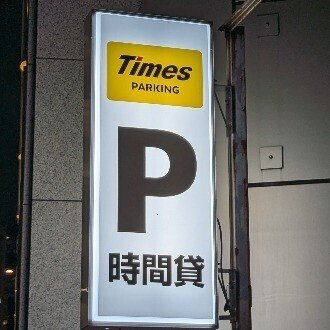 Times
PARKING
P
時間貸